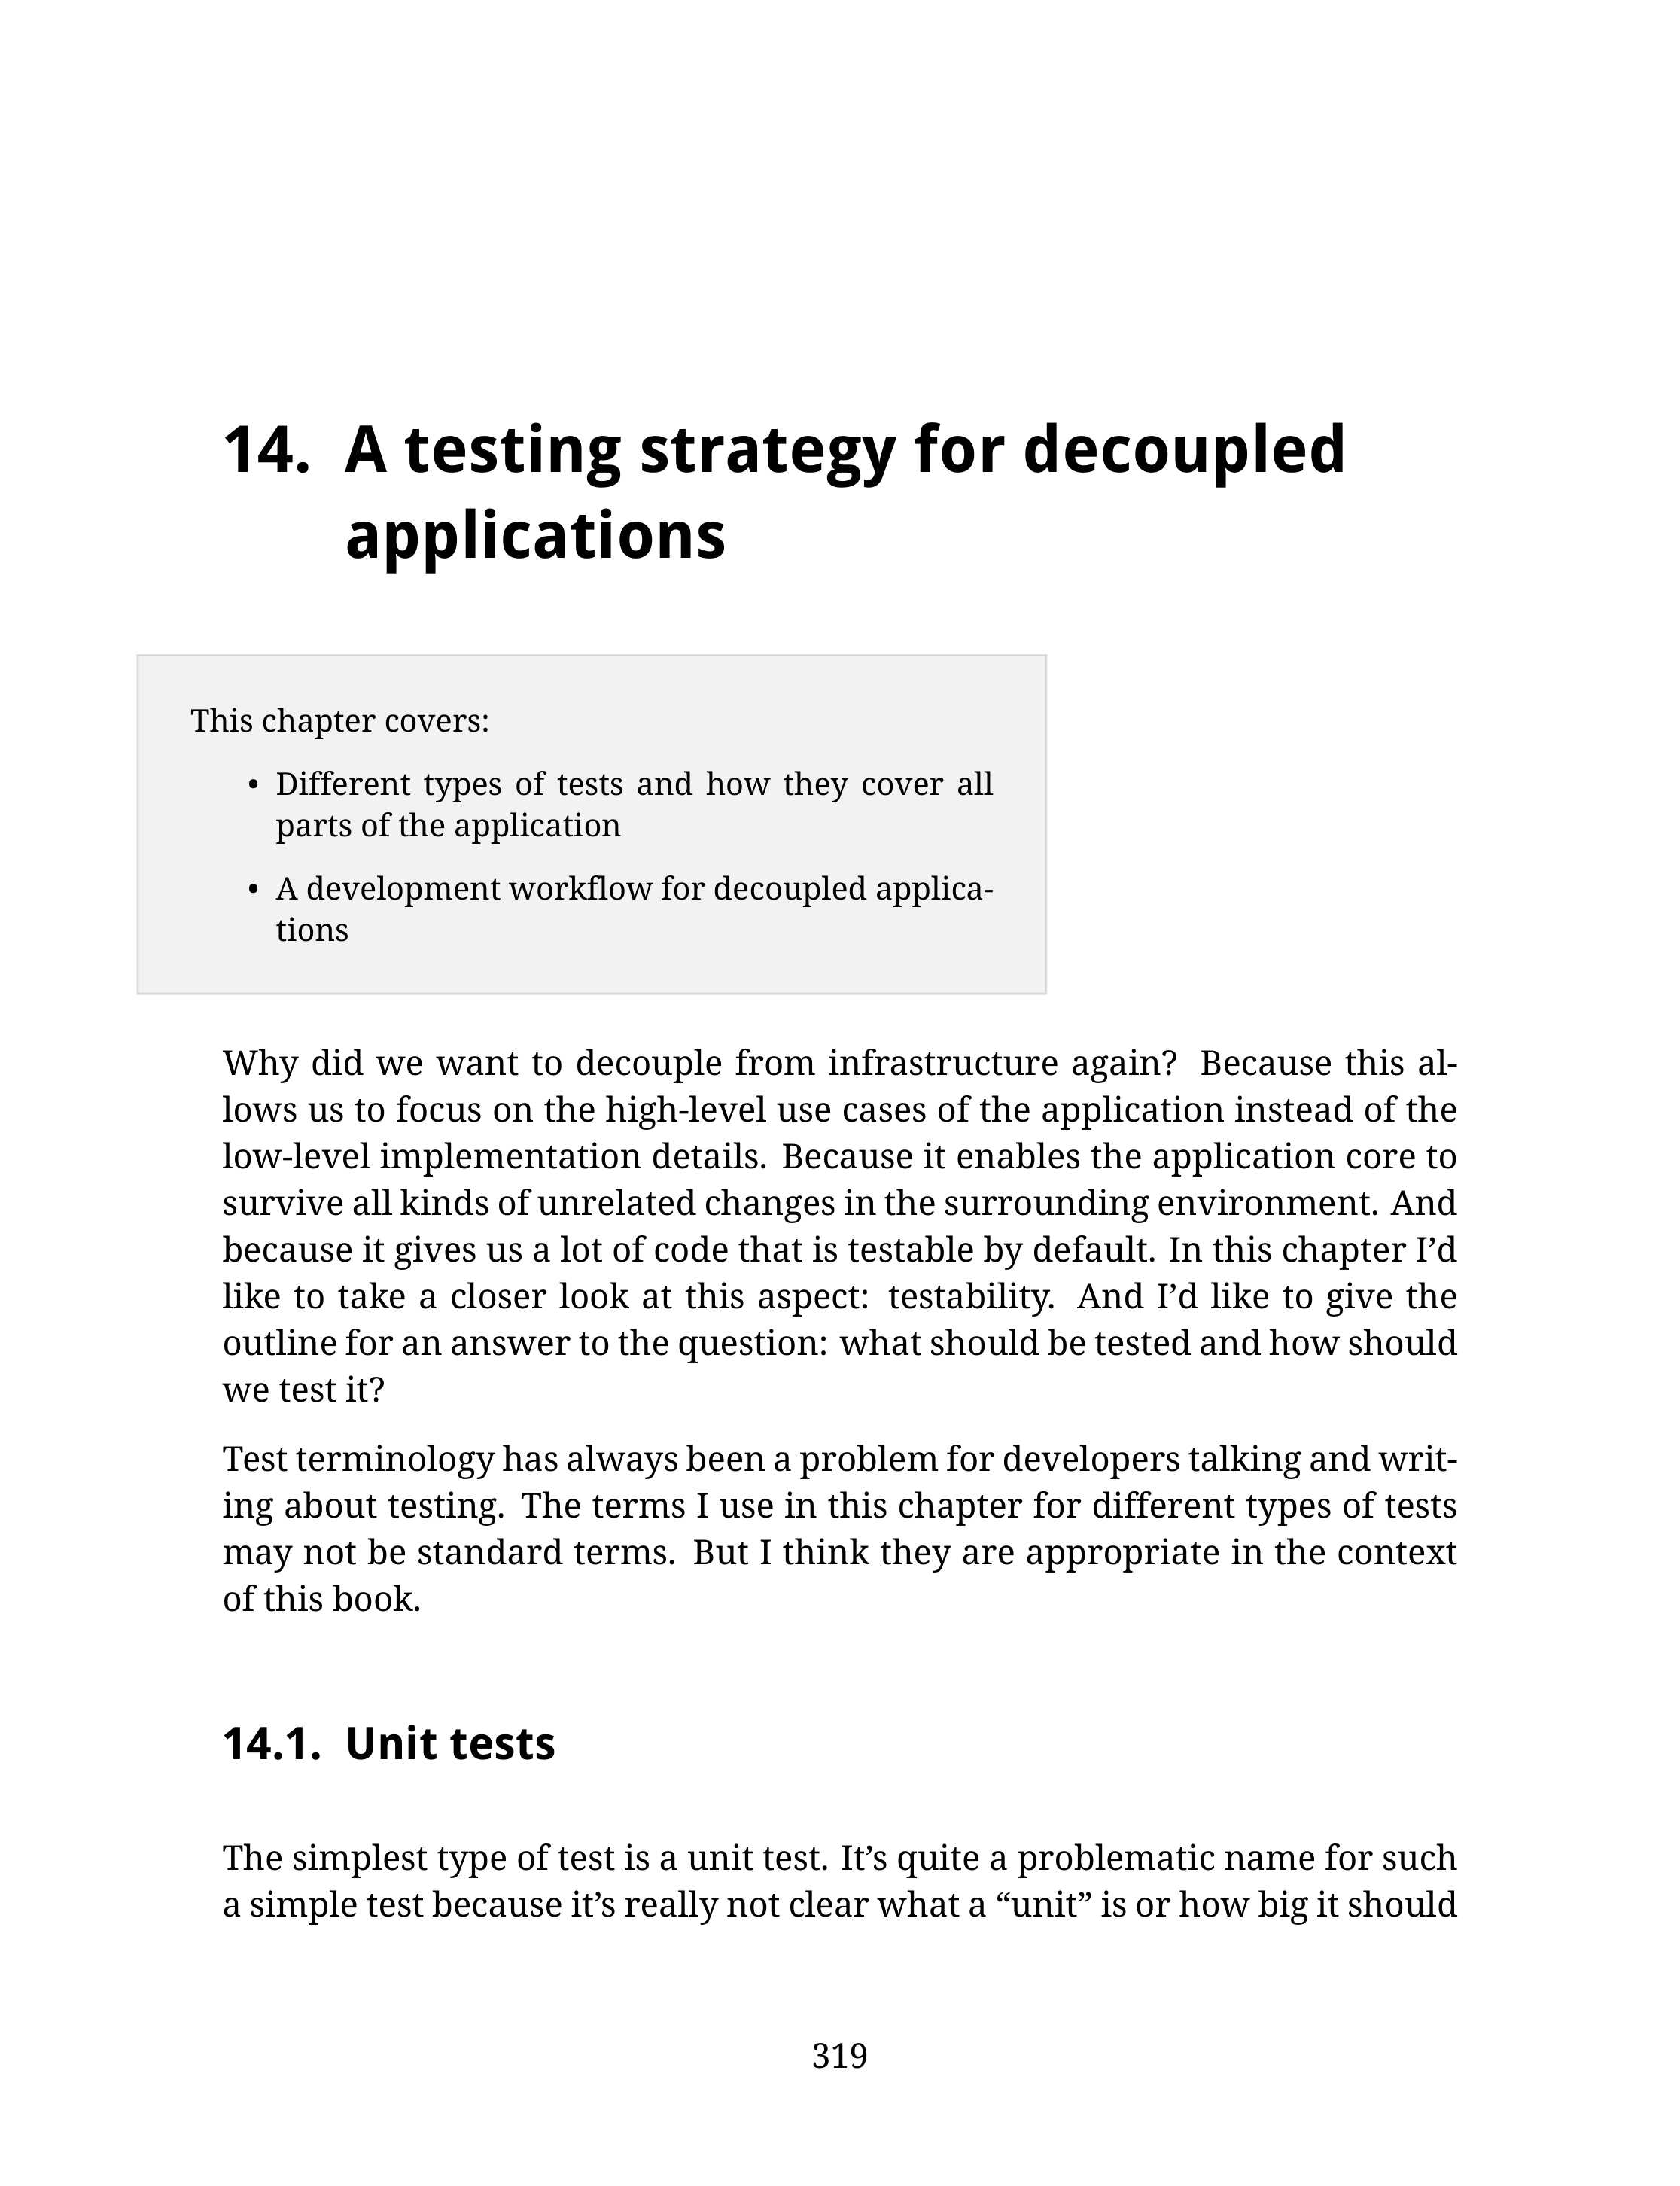 14. A testing strategy for decoupled
applications
This chapter covers:
• Different types of tests and how they cover all
parts of the application
• A development workflow for decoupled applica-
tions
Why did we want to decouple from infrastructure again? Because this al-
lows us to focus on the high-level use cases of the application instead of the
low-level implementation details. Because it enables the application core to
survive all kinds of unrelated changes in the surrounding environment. And
because it gives us a lot of code that is testable by default. In this chapter I’d
like to take a closer look at this aspect: testability. And I’d like to give the
outline for an answer to the question: what should be tested and how should
we test it?
Test terminology has always been a problem for developers talking and writ-
ing about testing. The terms I use in this chapter for different types of tests
may not be standard terms. But I think they are appropriate in the context
of this book.
14.1. Unit tests
The simplest type of test is a unit test. It’s quite a problematic name for such
a simple test because it’s really not clear what a “unit” is or how big it should
319